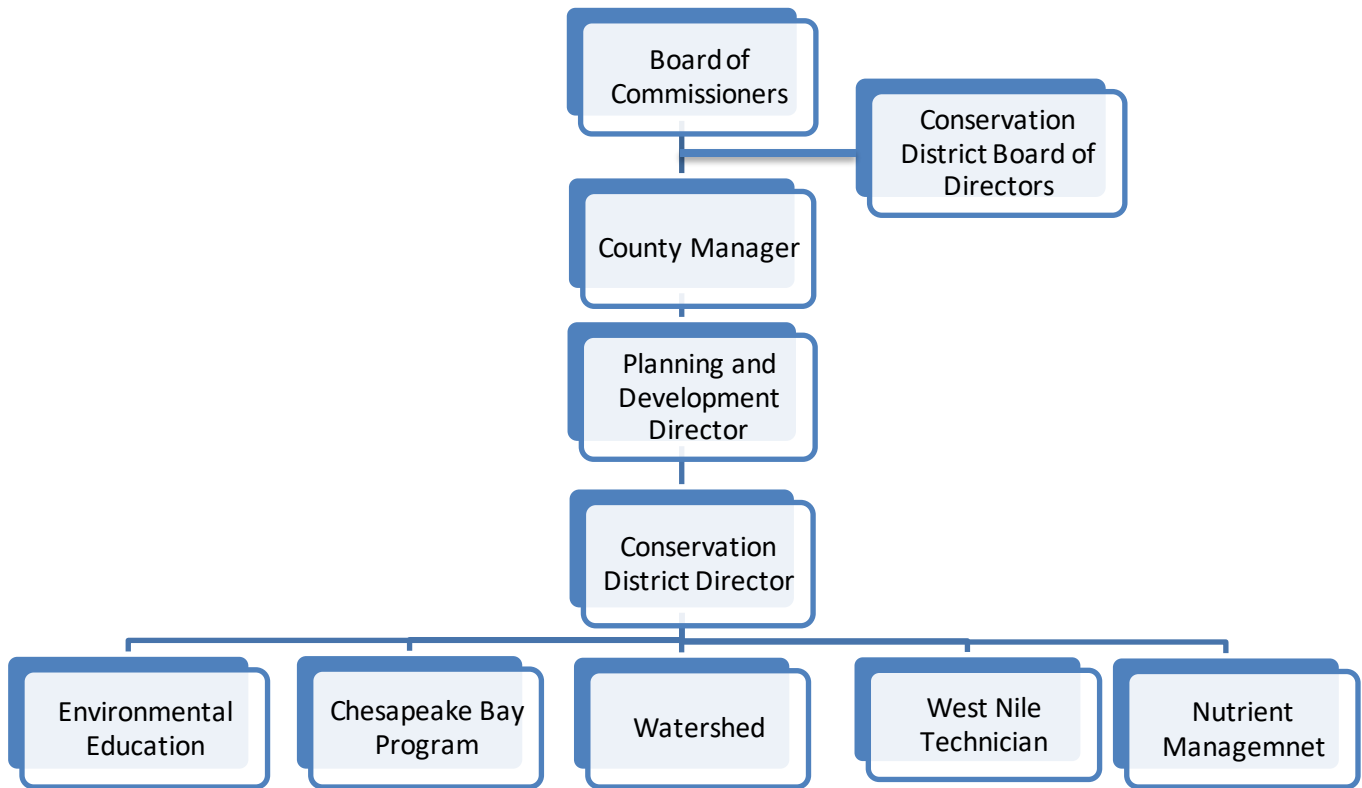 Board of
Commissioners
Conservation
District Board of
Directors
County Manager
Planning and
Development
Director
Conservation
District Director
Environmental
Education
Chesapeake Bay
Program
Watershed
West Nile
Technician
Nutrient
Managemnet